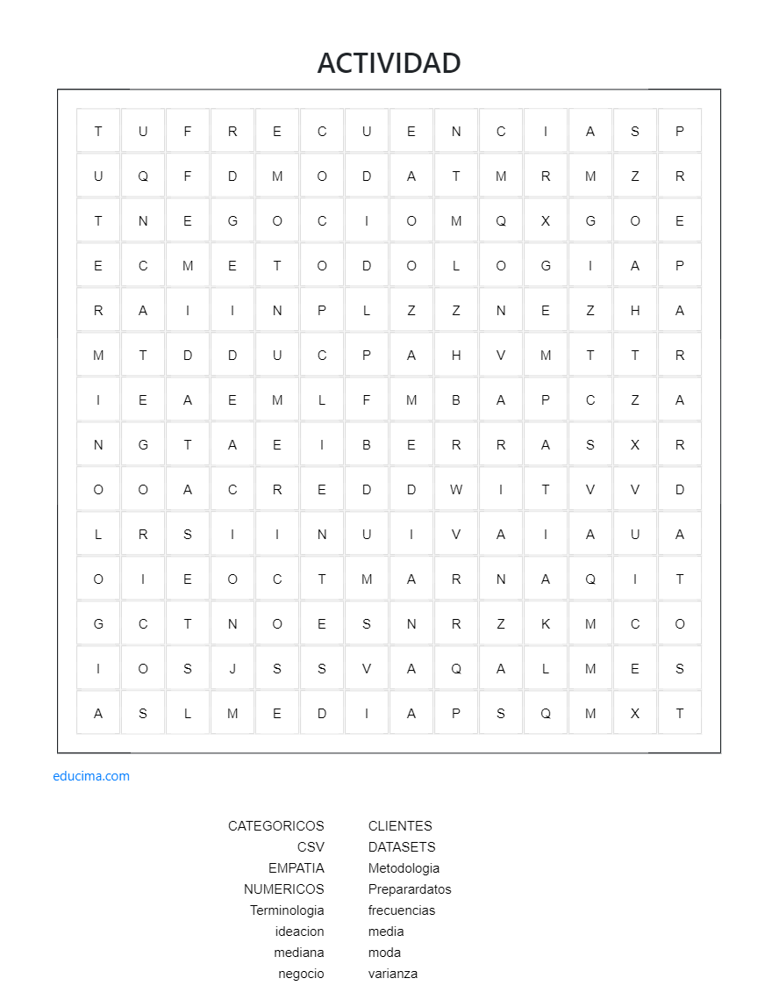 ACTIVIDAD
T U F R E C U E N C I A S P
U Q F D M O D A T M R M Z R
T N E G O C I O M Q X G O E
E C M E T O D O L O G I A P
R A I I N P L Z Z N E Z H A
M T D D U C P A H V M T T R
I E A E M L F M B A P C Z A
N G T A E I B E R R A S X R
O O A C R E D D W I T V V D
L R S I I N U I V A I A U A
O I E O C T M A R N A Q I T
G C T N O E S N R Z K M C O
I O S J S S V A Q A L M E S
A S L M E D I A P S Q M X T
educima.com
CATEGORICOS CLIENTES
CSV DATASETS
EMPATIA Metodologia
NUMERICOS Preparardatos
Terminologia frecuencias
ideacion media
mediana moda
negocio varianza